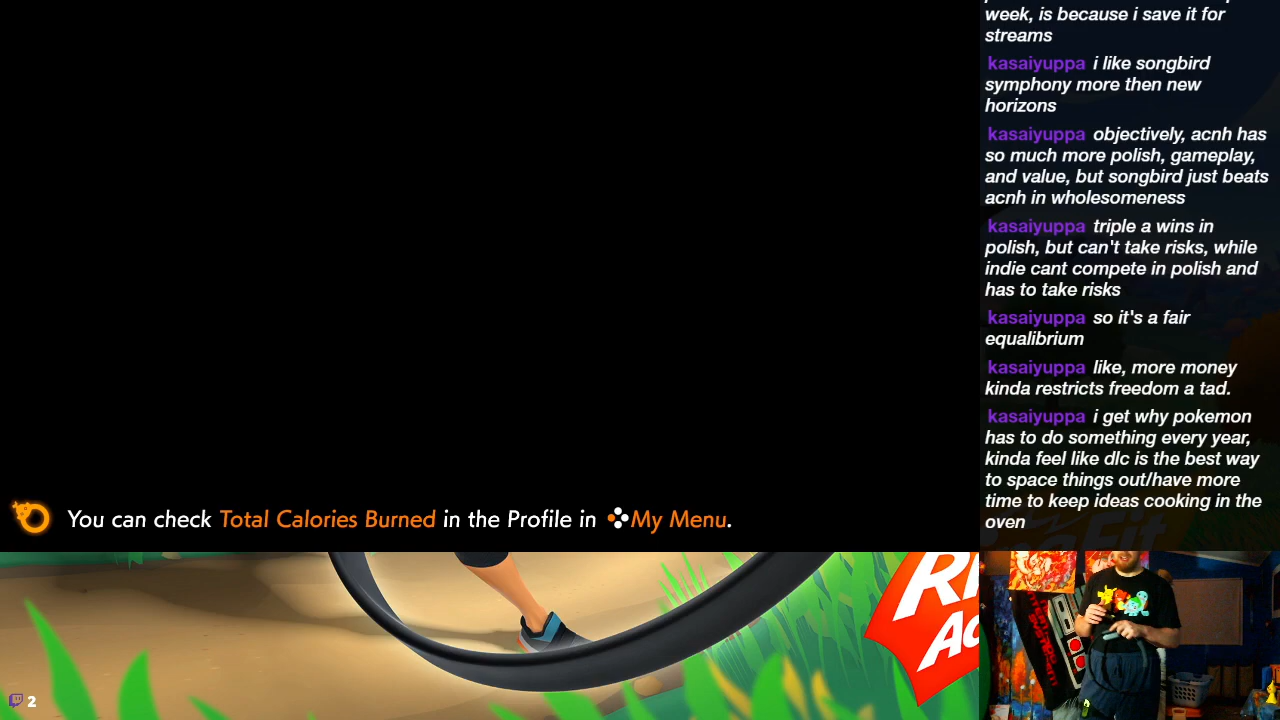 week, is because i save it for
streams
kasaiyuppa i like songbird
symphony more then new
horizons
kasaiyuppa objectively, acnh has
so much more polish, gameplay,
and value, but songbird just beats
acnh in wholesomeness
kasaiyuppa triple a wins in
polish, but can't take risks, while
indie cant compete in polish and
has to take risks
kasaiyuppa so it's a fair
equalibrium
kasaiyuppa like, more money
kinda restricts freedom a tad.
kasaiyuppa i get why pokemon
has to do something every year,
kinda feel like dlc is the best way
to space things out/have more
time to keep ideas cooking in the
oven
You can check Total Calories Burned in the Profile in My Menu.
2